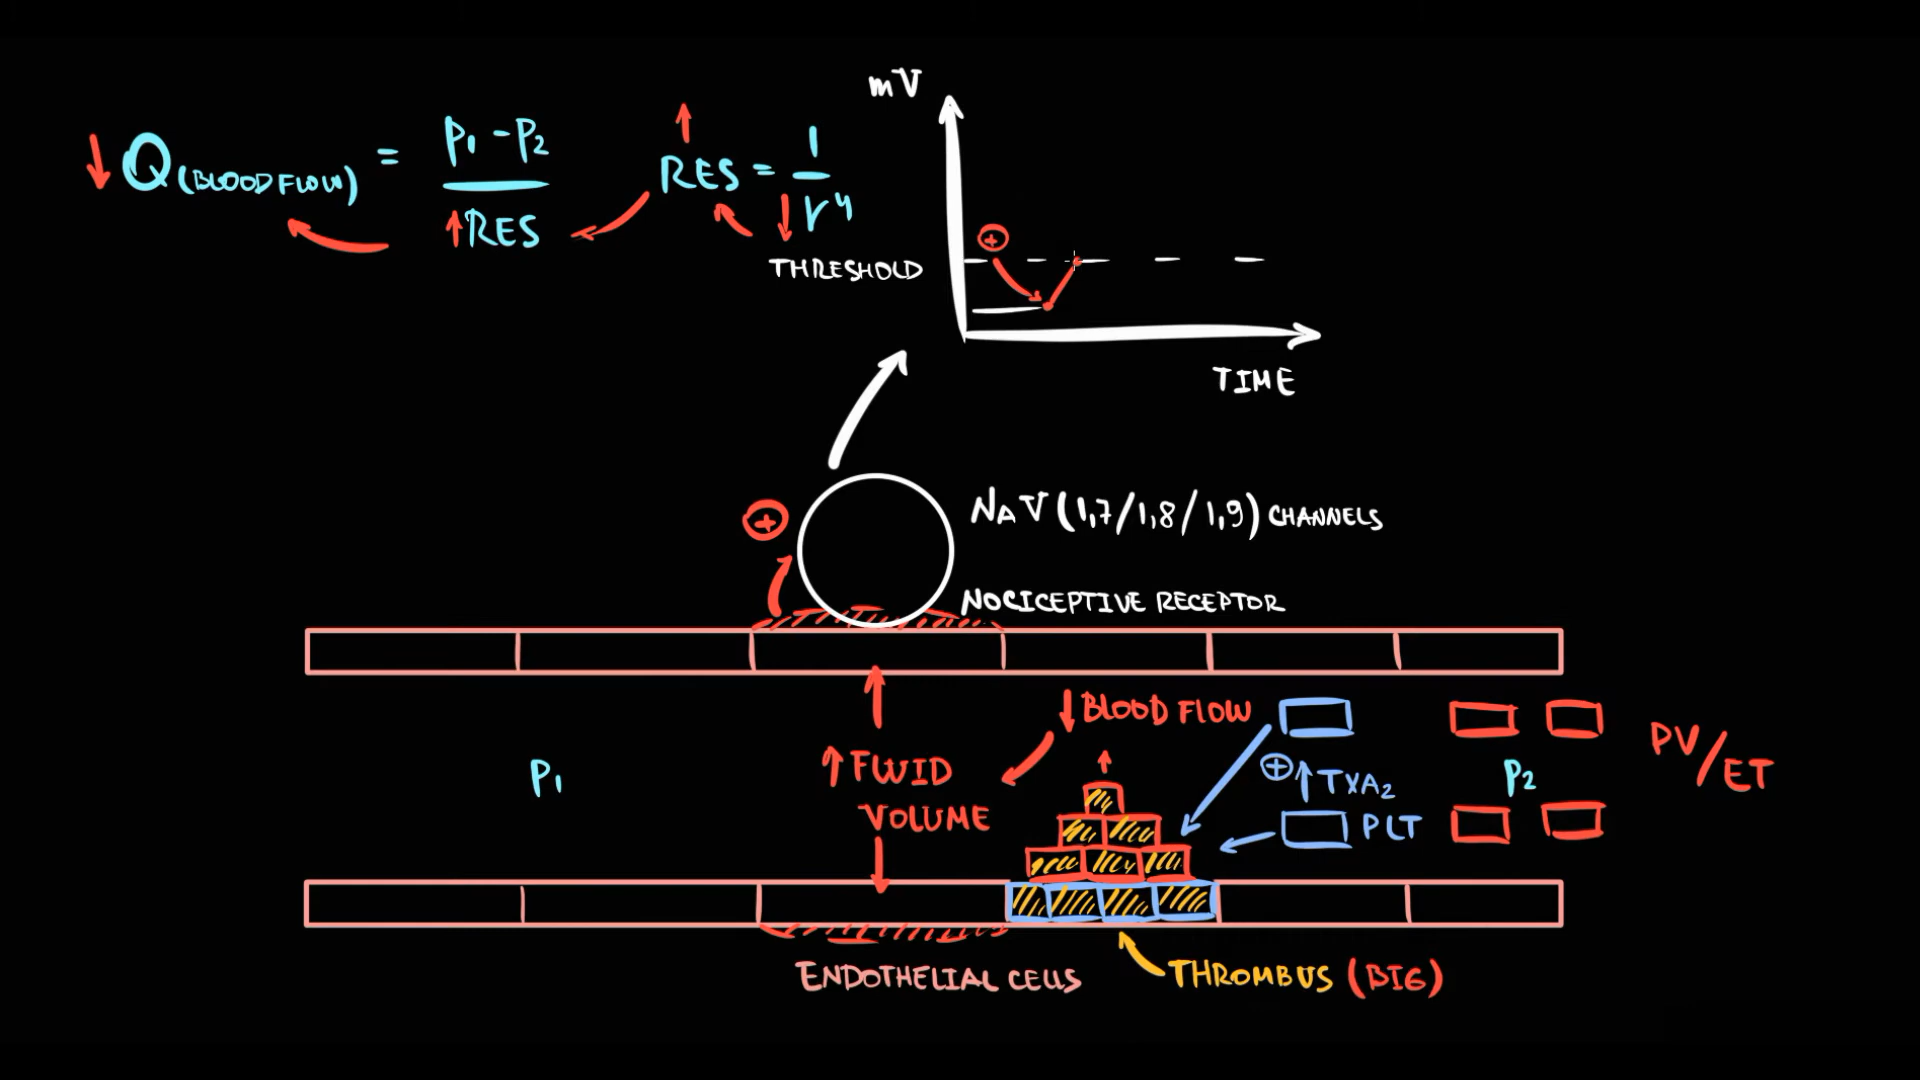 mV
↓ Q(BLOOD FLOW) = P1 - P2 / ↑RES
↑ RES = 1 / ↓ r4
THRESHOLD
TIME
NaV (1,7/1,8/1,9) CHANNELS
NOCICEPTIVE RECEPTOR
↓ BLOOD FLOW
↑ FLUID
VOLUME
P1
⊕ ↑ TXA2
PLT
P2
PV/ET
ENDOTHELIAL CELLS
THROMBUS (BIG)